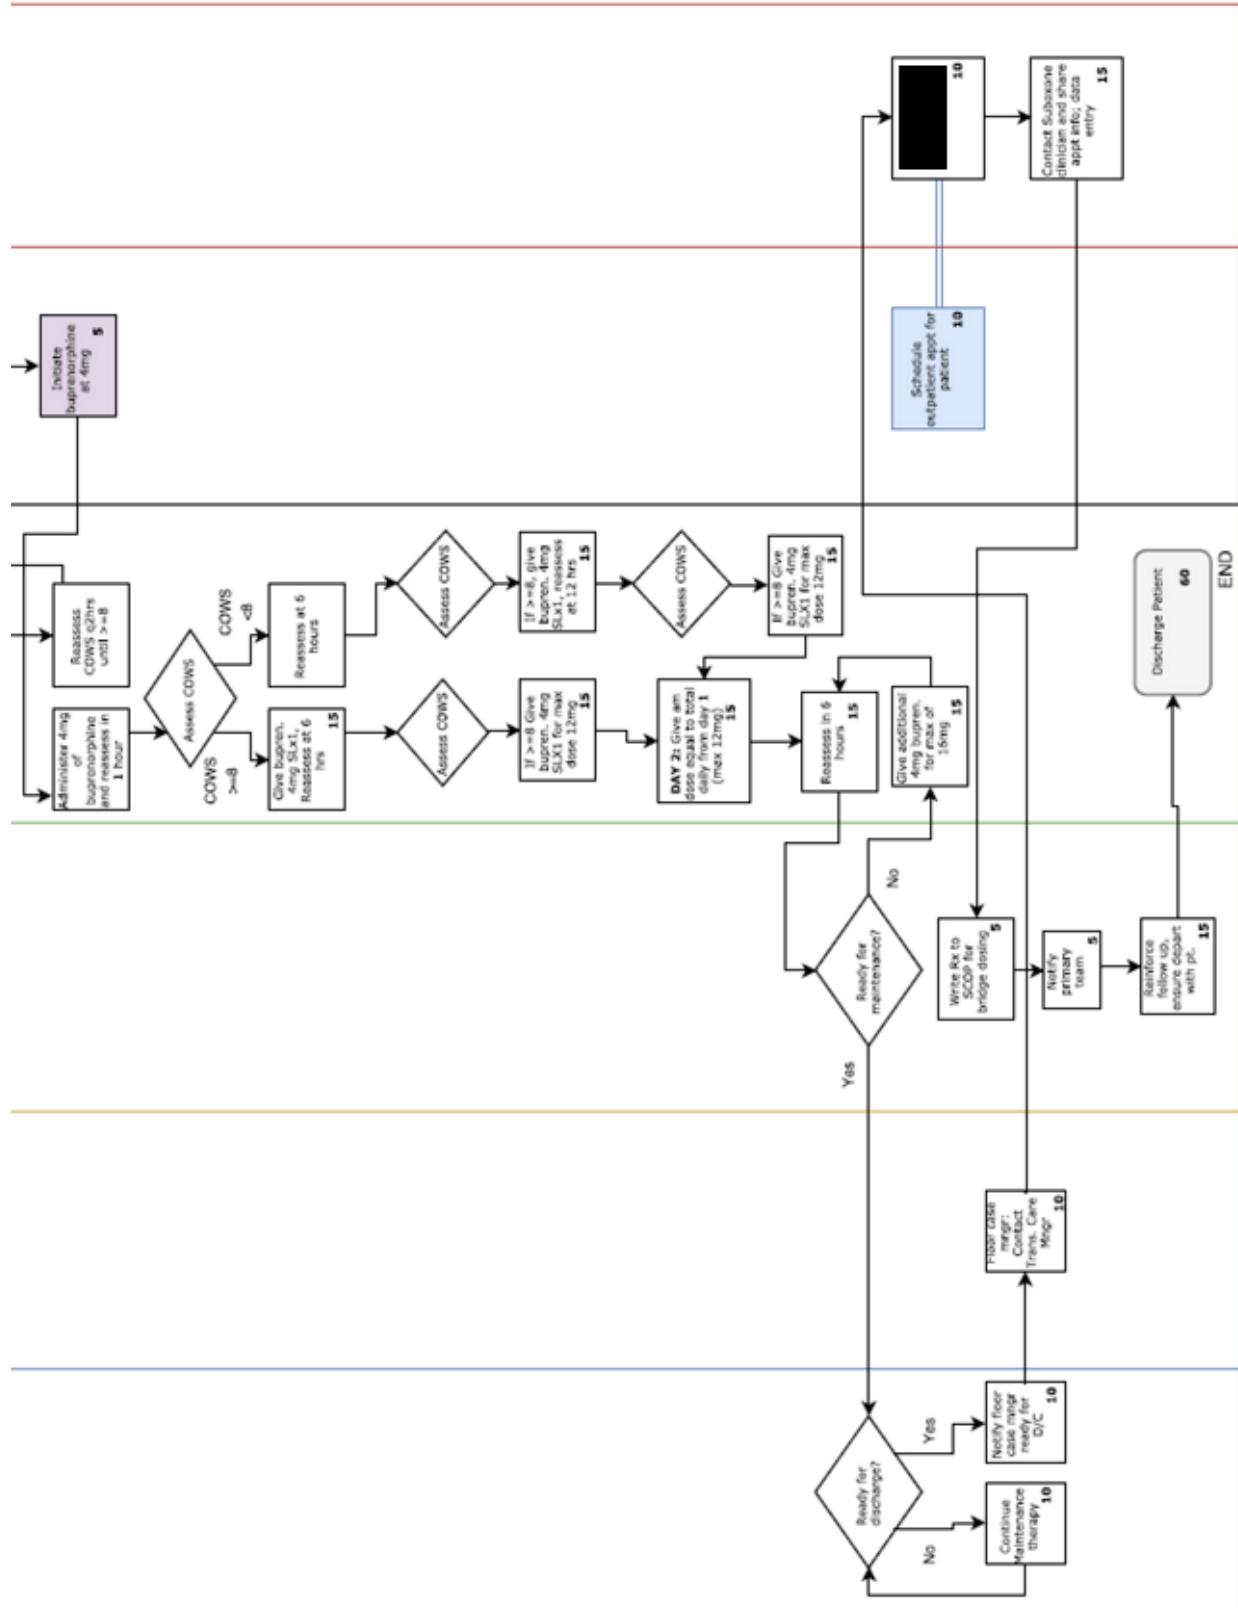 Initiate
buprenorphine
at 4mg
5
Reassess
COWS q2hrs
until >=8
Administer 4mg
of
buprenorphine
and reassess in
1 hour
Assess COWS
COWS
<8
COWS
>=8
Reassess at 6
hours
Give bupren.
4mg SLx1,
Reassess at 6
hrs
15
Assess COWS
Assess COWS
If >=8, give
bupren. 4mg
SLx1, reassess
at 12 hrs
15
If >=8 Give
bupren. 4mg
SLX1 for max
dose 12mg
15
Assess COWS
If >=8 Give
bupren. 4mg
SLX1 for max
dose 12mg
15
DAY 2: Give am
dose equal to total
daily from day 1
(max 12mg)
15
Reassess in 6
hours
15
Give additional
4mg bupren.
for max of
16mg
15
Ready for
maintenance?
No
Yes
Ready for
discharge?
Yes
No
Notify floor
case mngr
ready for
D/C
10
Continue
Maintenance
therapy
10
Floor case
mngr:
Contact
Trans. Care
Mngr
10
10
Schedule
outpatient appt for
patient
10
Contact Suboxone
clinician and share
appt info; data
entry
15
Write Rx to
SCOP for
bridge dosing
5
Notify
primary
team
5
Reinforce
follow up,
ensure depart
with pt.
15
Discharge Patient
60
END